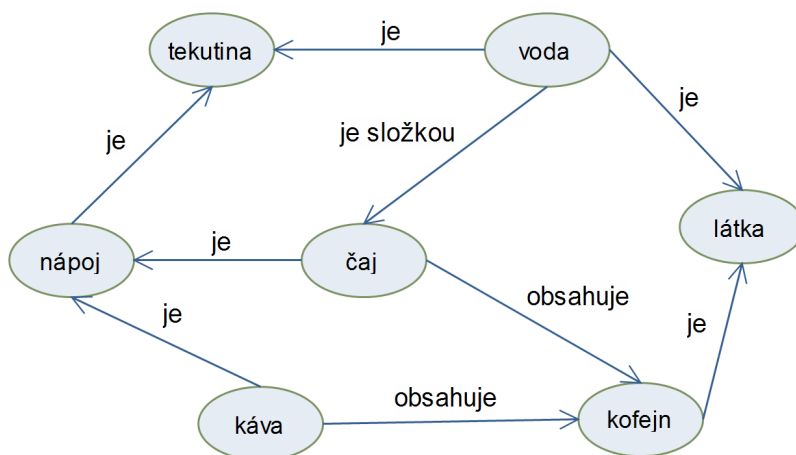 je
tekutina
voda
je
je složkou
je
je
látka
nápoj
čaj
obsahuje
je
je
obsahuje
káva
kofejn